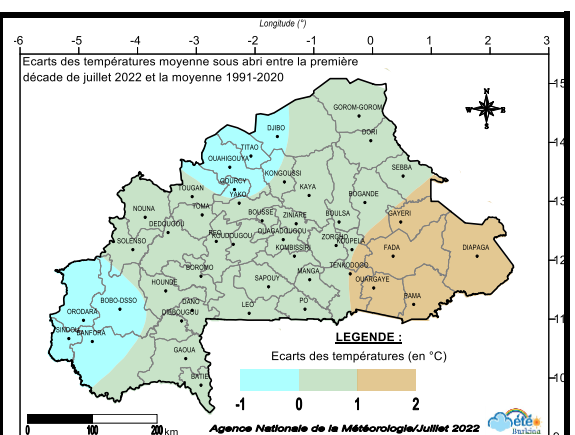 Longitude (°)
-6 -5 -4 -3 -2 -1 0 1 2 3
Ecarts des températures moyenne sous abri entre la première
décade de juillet 2022 et la moyenne 1991-2020
N
W E
S
15
GOROM-GOROM
DJIBO
DORI
14
TITAO
OUAHIGOUYA
SEBBA
KONGOUSSI
GOURCY
TOUGAN
YAKO
KAYA
BOGANDE
13
NOUNA
TOMA
BOUSSE
ZINIARE
BOULSA
GAYERI
DEDOUGOU
REO
KOUDOUGOU
OUAGADOUGOU
ZORGHO
KOUPELA
SOLENSO
KOMBISSIRI
FADA
DIAPAGA
12
BOROMO
TENKODOGO
HOUNDE
SAPOUY
MANGA
OUARGAYE
BOBO-DSSO
DANO
LEO
PO
PAMA
ORODARA
DIEBOUGOU
11
SINDOU
BANFORA
GAOUA
BATIE
10
LEGENDE :
Ecarts des températures (en °C)
-1 0 1 2
0 100 200 km
Agence Nationale de la Météorologie/Juillet 2022
été
Burkina
9